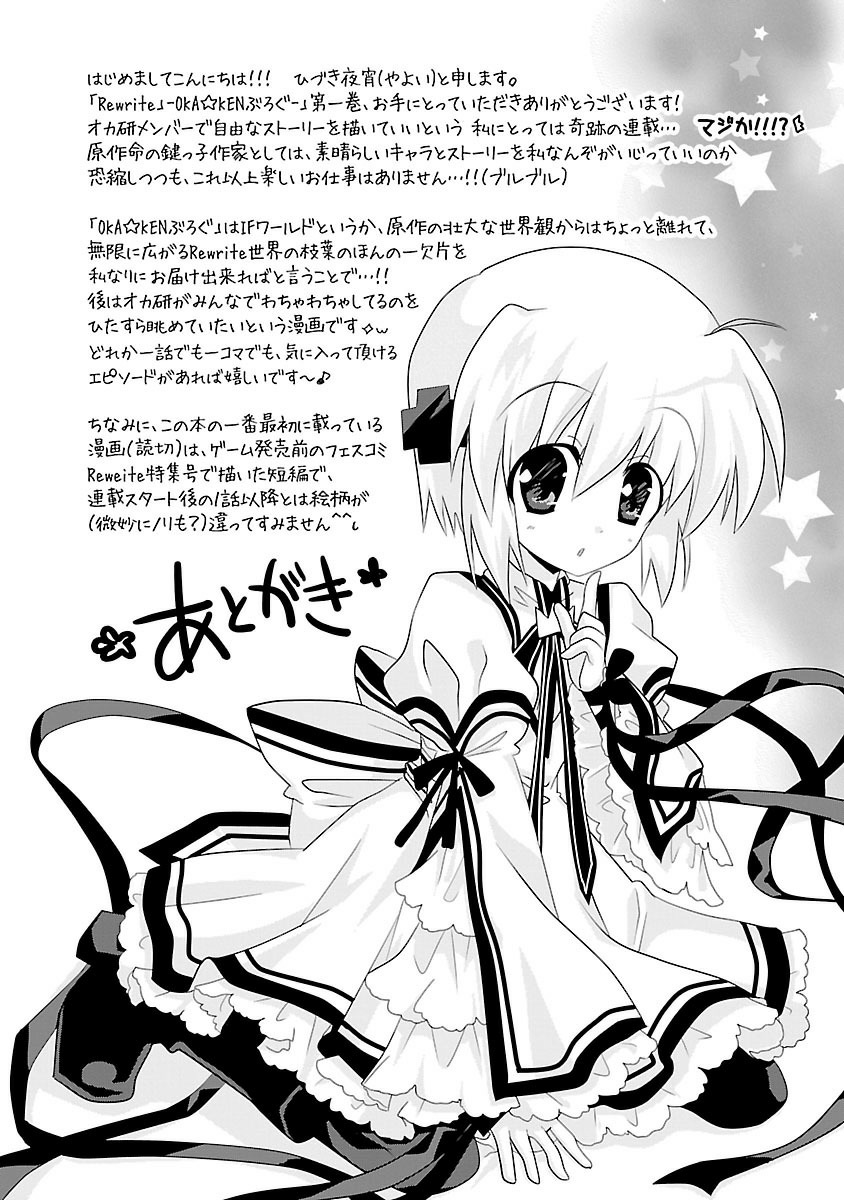 はじめましてこんにちは!!! ひづき夜宵(やよい)と申します。
「Rewrite」-OKA☆KENぶろぐー」第一巻、お手にとっていただきありがとうございます!
オカ研メンバーで自由なストーリーを描いていいという 私にとっては奇跡の連載… マジか!!!?
原作命の鍵っ子作家としては、素晴らしいキャラとストーリーを私なんぞがいじっていいのか
恐縮しつつも、これ以上楽しいお仕事はありません…!!(ブルブル)
「OKA☆KENぶろぐ」はIFワールドというか、原作の壮大な世界観からはちょっと離れて、
無限に広がるRewrite世界の枝葉のほんの一欠片を
私なりにお届け出来ればと言うことで…!!
後はオカ研がみんなでわちゃわちゃしてるのを
ひたすら眺めていたいという漫画です✧ω
どれか一話でも一コマでも、気に入って頂ける
エピソードがあれば嬉しいです〜♪
ちなみに、この本の一番最初に載っている
漫画(読切)は、ゲーム発売前のフェスコミ
Reweite特集号で描いた短編で、
連載スタート後の1話以降とは絵柄が
(微妙にノリも?)違ってすみません^^;
☆あとがき*